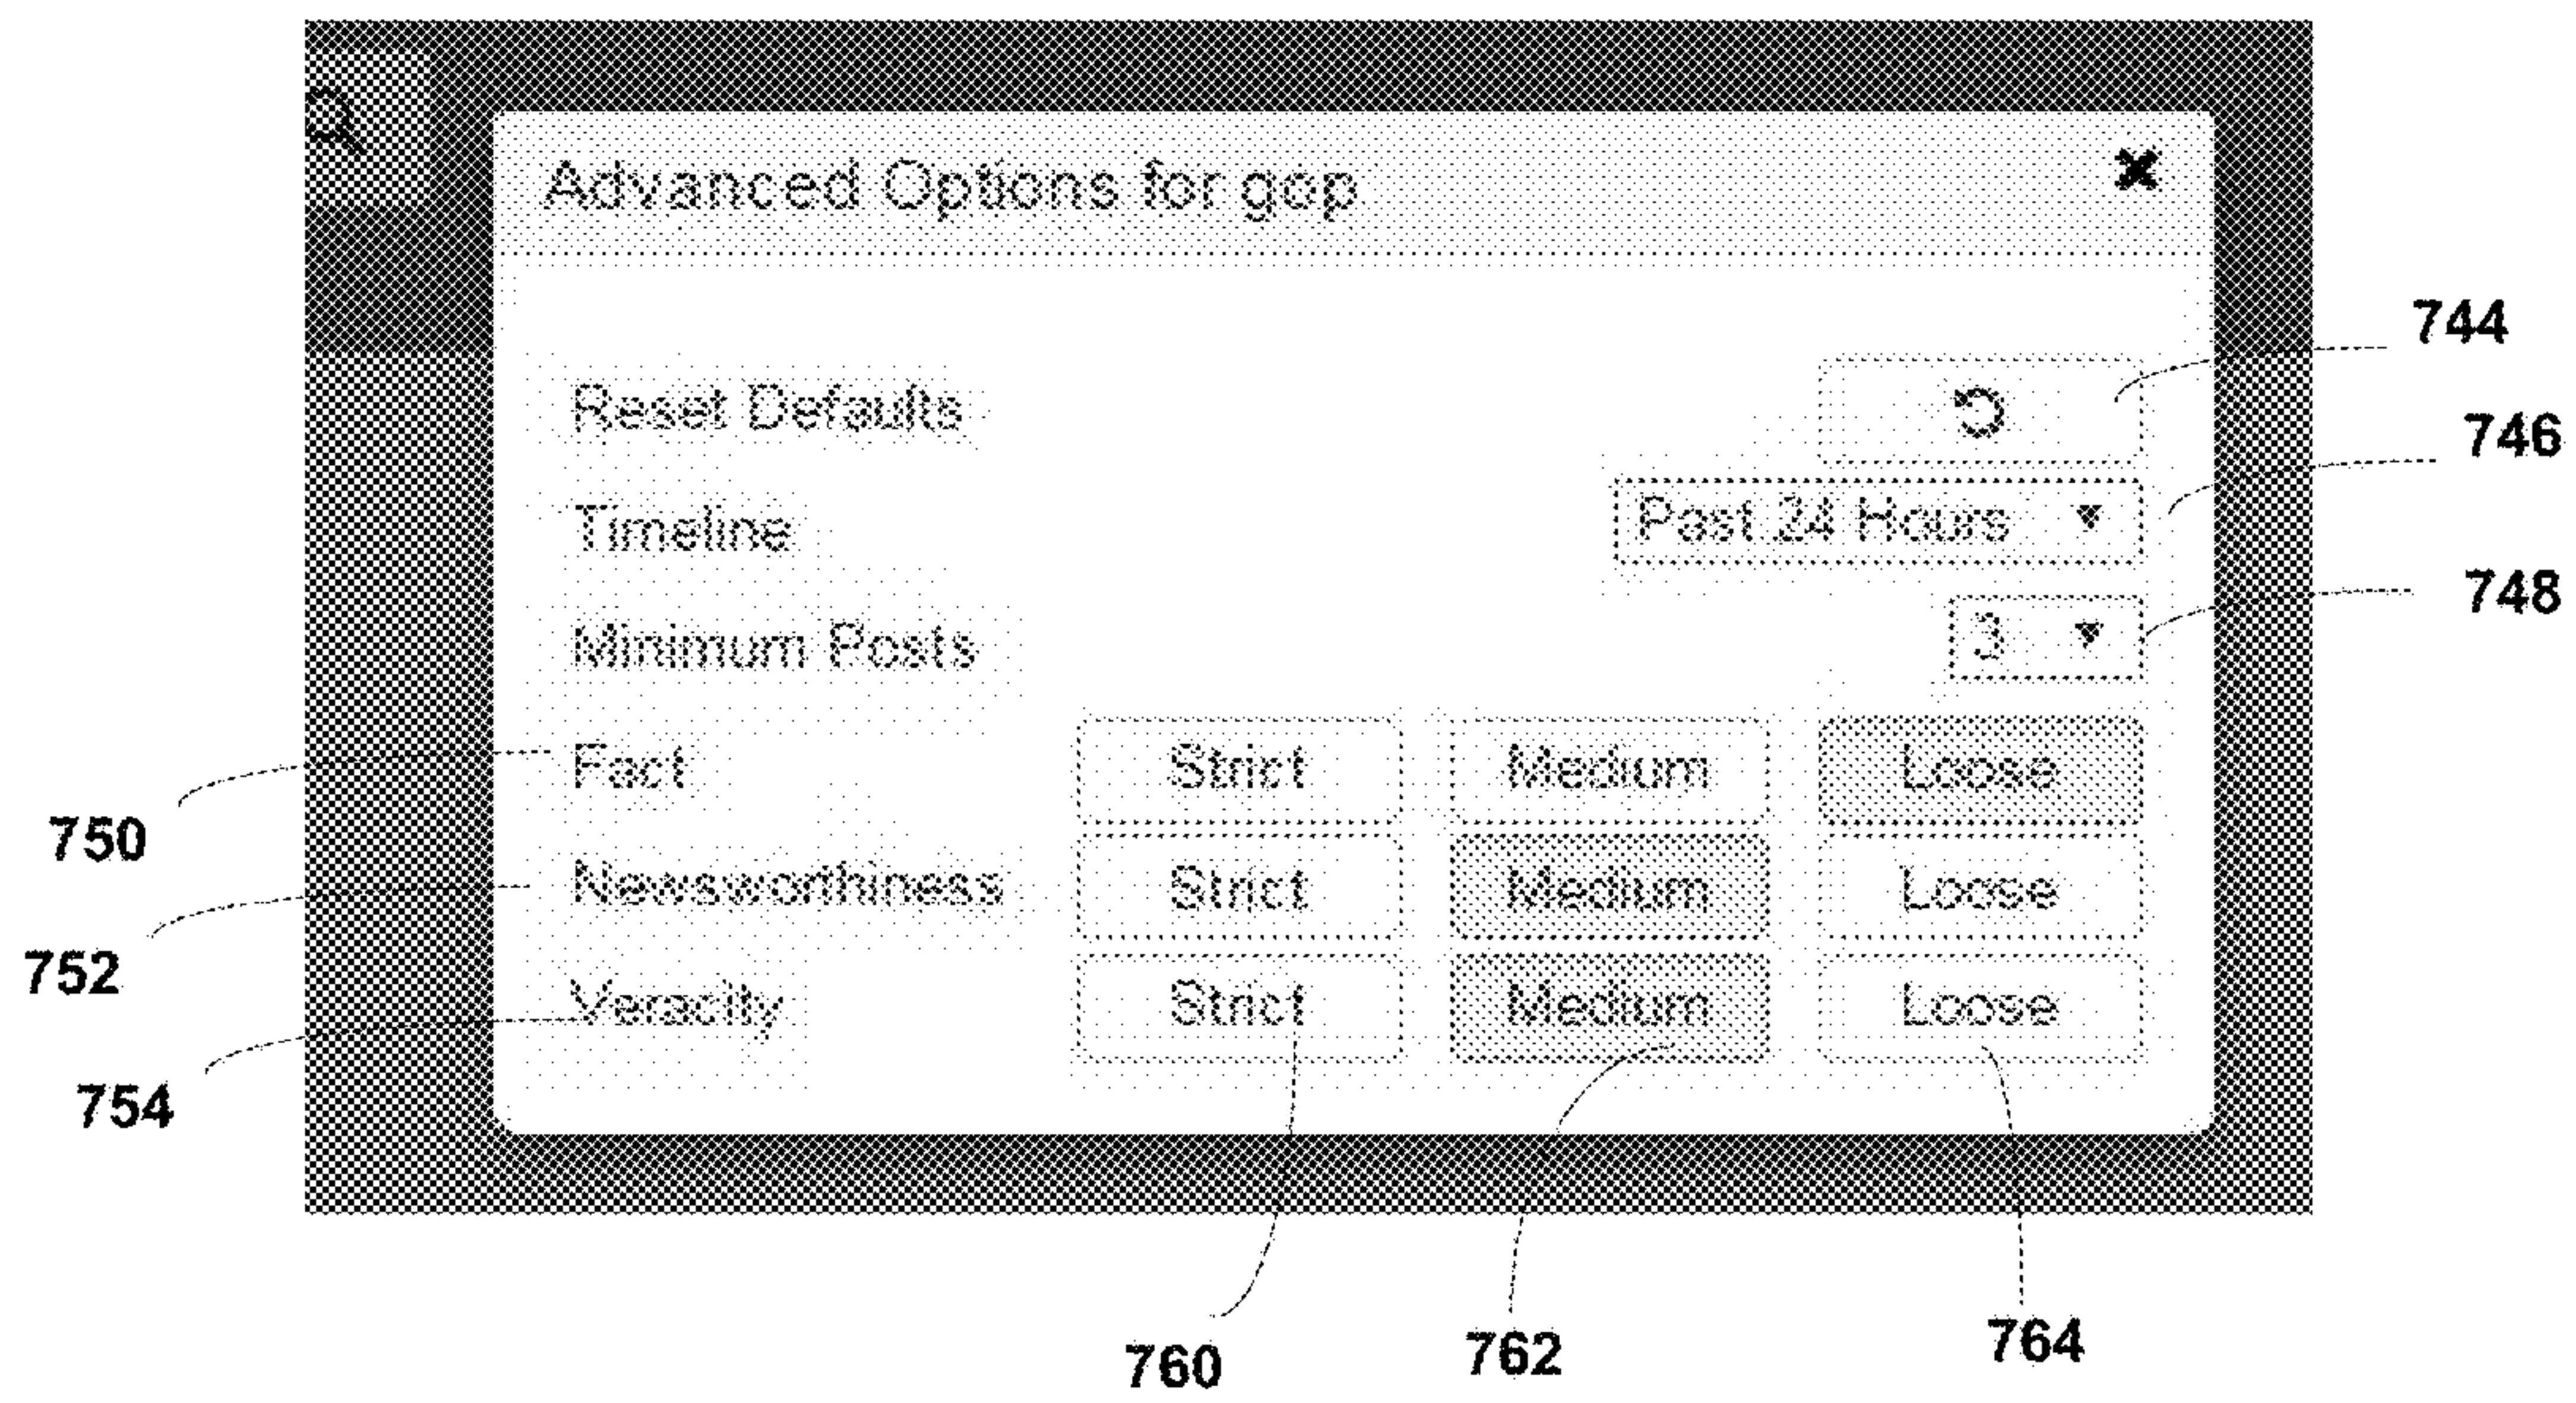 Advanced Options for gop
Reset Defaults
744
Timeline Past 24 Hours
746
Minimum Posts 3
748
Fact Strict Medium Loose
750
Newsworthiness Strict Medium Loose
752
Veracity Strict Medium Loose
754
760 762 764